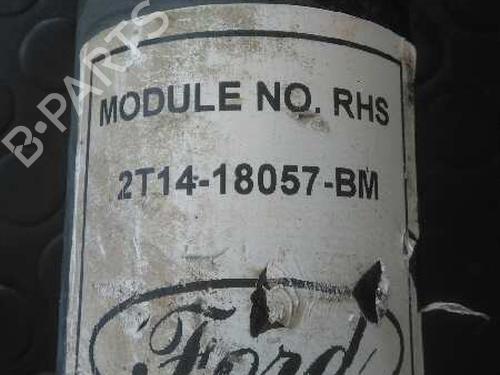 B-PARTS
MODULE NO. RHS
2T14-18057-BM
Ford